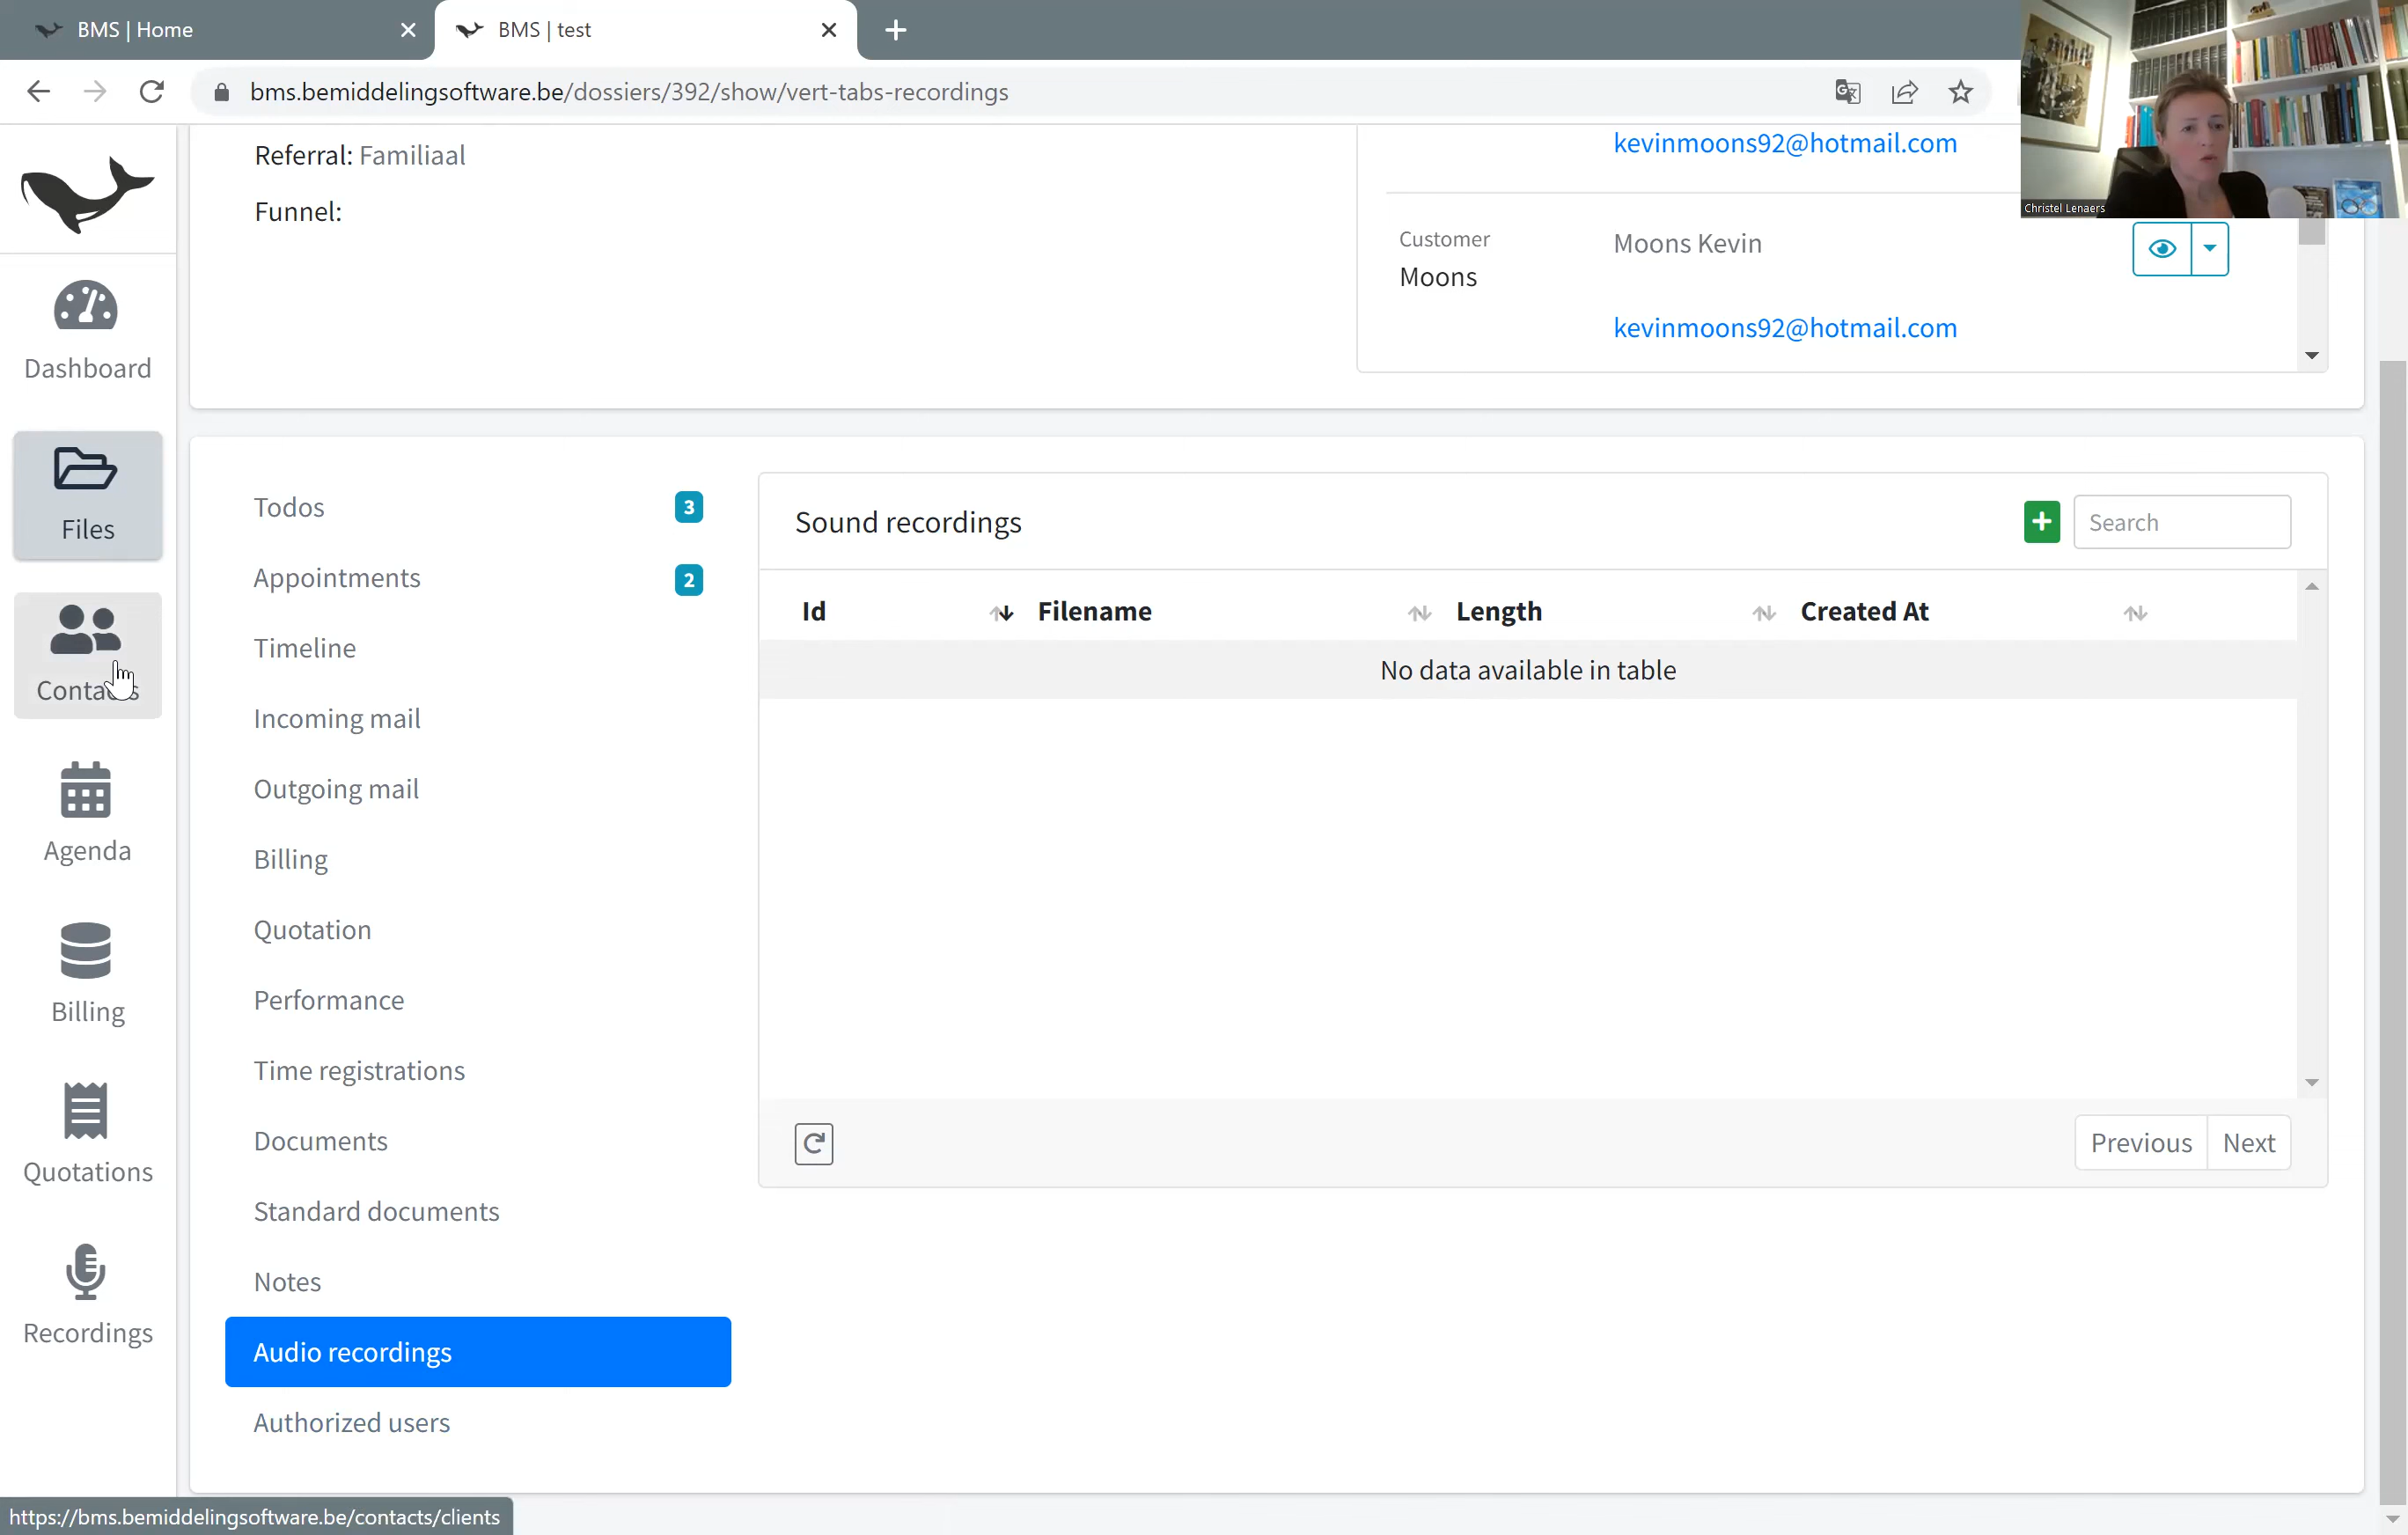 BMS | Home
BMS | test
bms.bemiddelingsoftware.be/dossiers/392/show/vert-tabs-recordings
Christel Lenaers
Dashboard
Files
Contacts
Agenda
Billing
Quotations
Recordings
Referral: Familiaal
Funnel:
kevinmoons92@hotmail.com
Customer
Moons
Moons Kevin
kevinmoons92@hotmail.com
Todos 3
Appointments 2
Timeline
Incoming mail
Outgoing mail
Billing
Quotation
Performance
Time registrations
Documents
Standard documents
Notes
Audio recordings
Authorized users
Sound recordings
Search
Id Filename Length Created At
No data available in table
Previous Next
https://bms.bemiddelingsoftware.be/contacts/clients